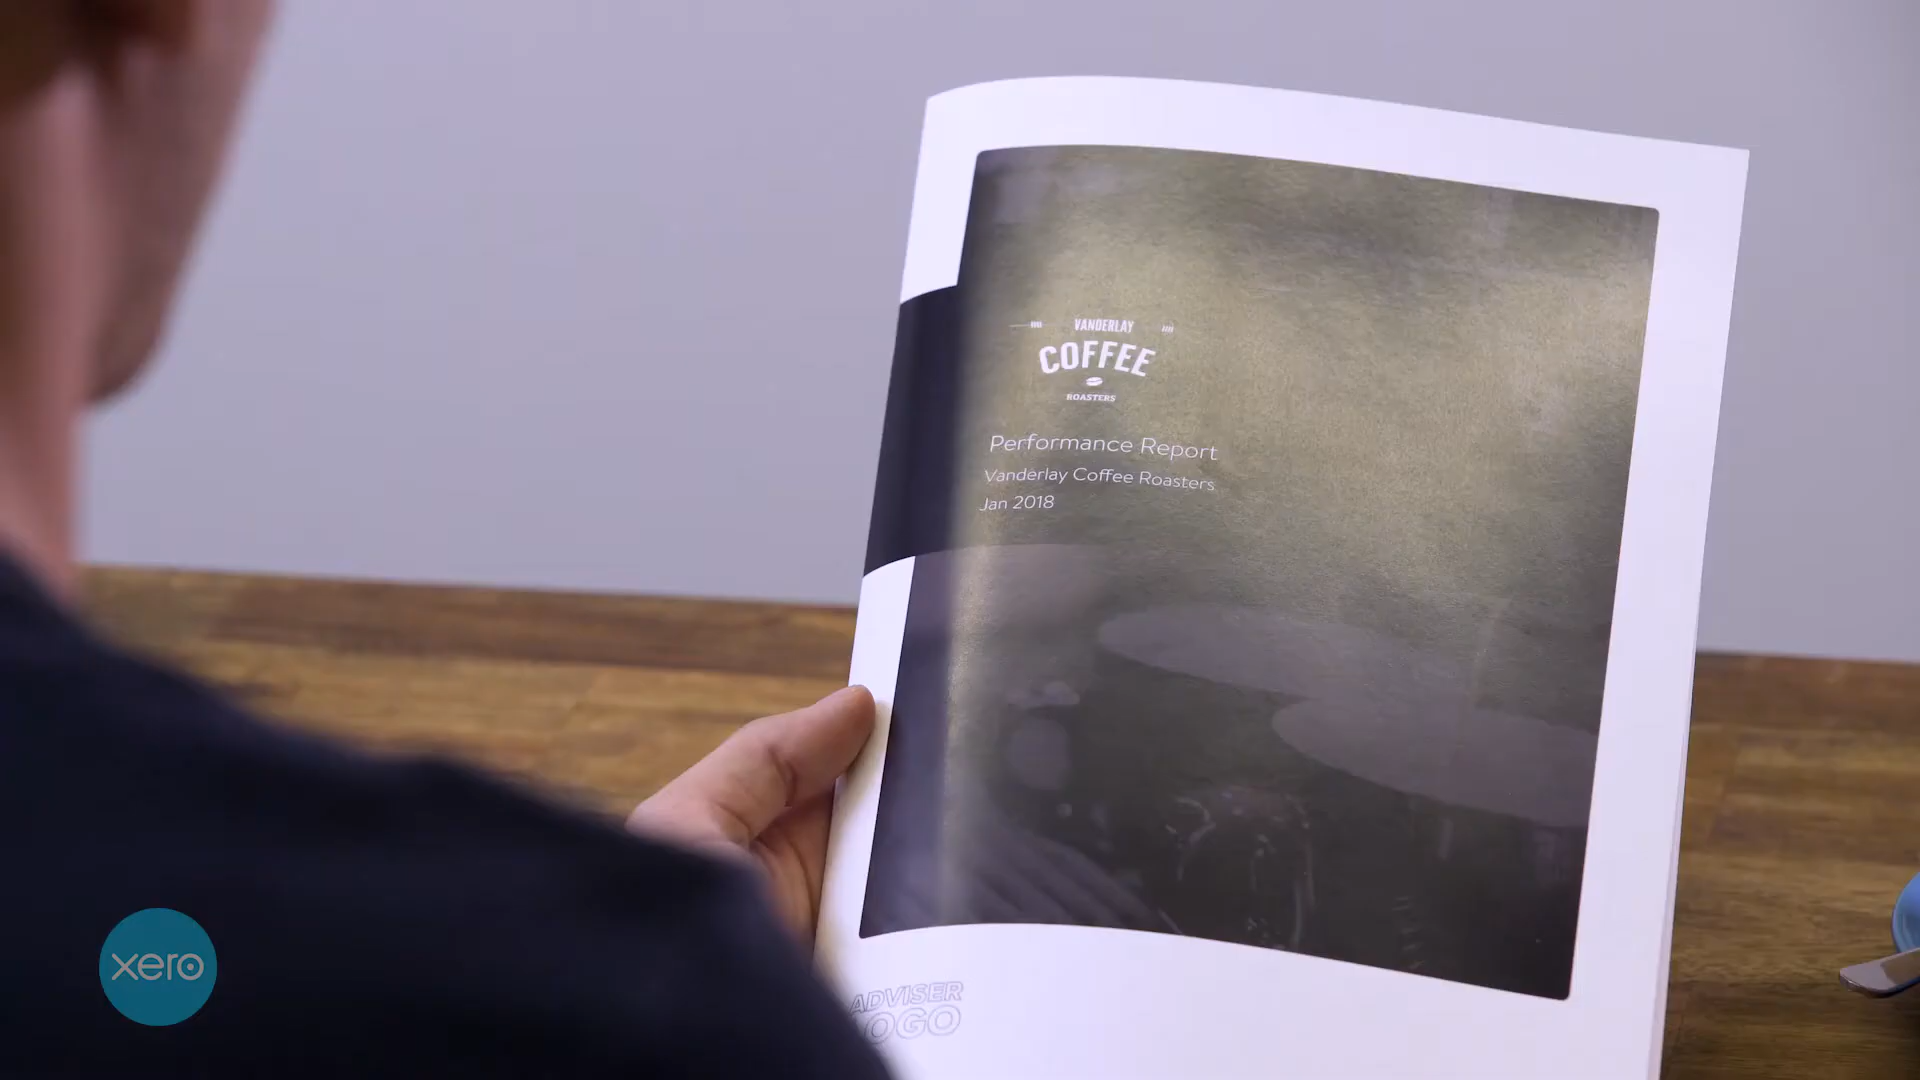 VANDERLAY
COFFEE
ROASTERS
Performance Report
Vanderlay Coffee Roasters
Jan 2018
ADVISER
LOGO
xero